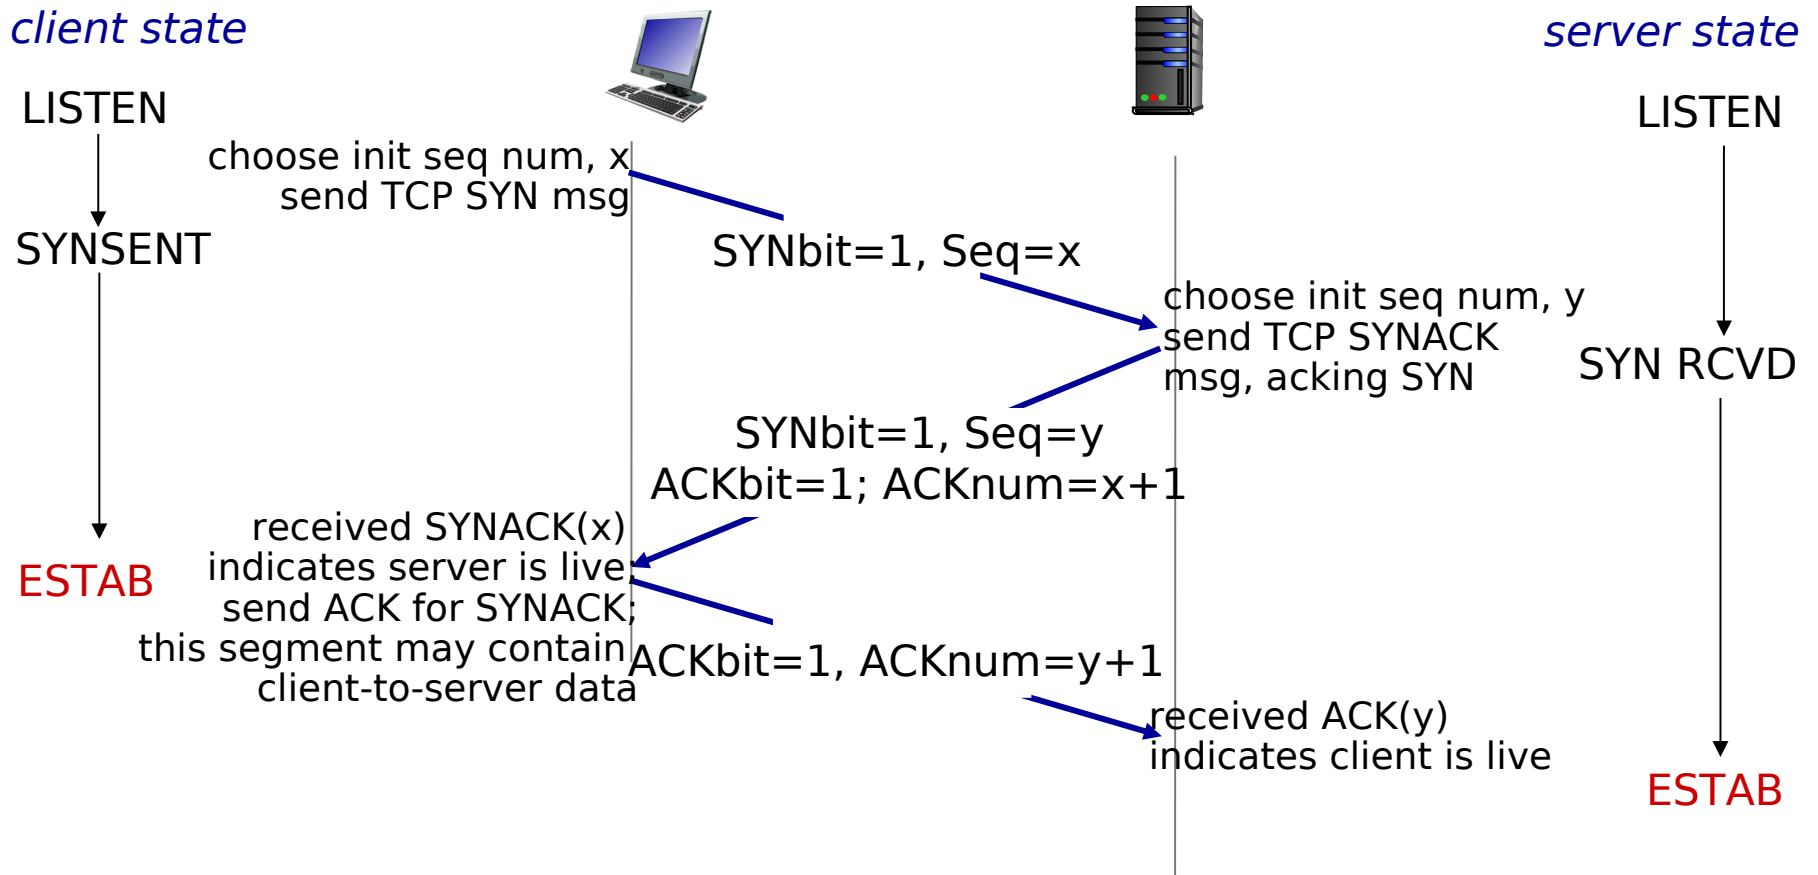 client state
server state
LISTEN
LISTEN
choose init seq num, x
send TCP SYN msg
SYNSENT
SYNbit=1, Seq=x
choose init seq num, y
send TCP SYNACK
msg, acking SYN
SYN RCVD
SYNbit=1, Seq=y
ACKbit=1; ACKnum=x+1
received SYNACK(x)
indicates server is live;
send ACK for SYNACK;
this segment may contain
client-to-server data
ESTAB
ACKbit=1, ACKnum=y+1
received ACK(y)
indicates client is live
ESTAB